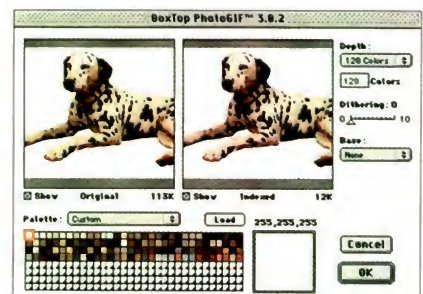 BoxTop PhotoGIF™ 3.0.2
Depth:
128 Colors
128 Colors
Dithering: 0
0 10
Base:
None
Show Original 113K
Show Indexed 12K
Palette: Custom Load
255,255,255
Cancel
OK